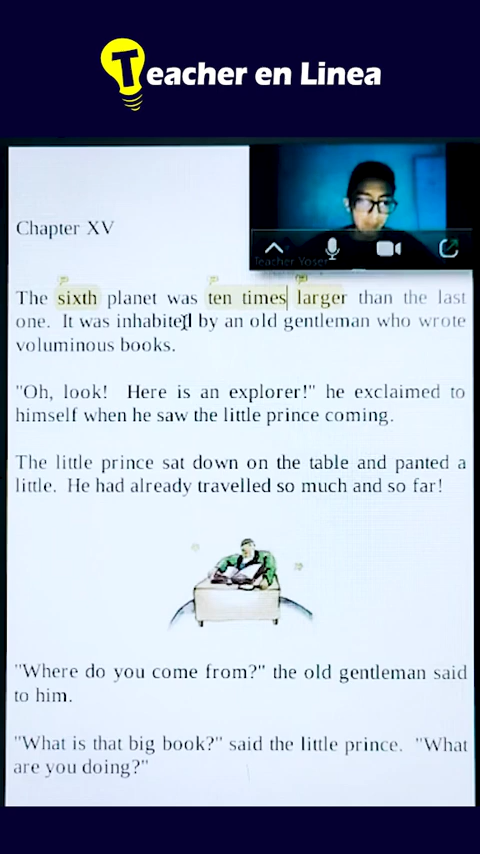 Teacher en Linea
Teacher Yoser
Chapter XV
The sixth planet was ten times larger than the last
one. It was inhabited by an old gentleman who wrote
voluminous books.
"Oh, look! Here is an explorer!" he exclaimed to
himself when he saw the little prince coming.
The little prince sat down on the table and panted a
little. He had already travelled so much and so far!
"Where do you come from?" the old gentleman said
to him.
"What is that big book?" said the little prince. "What
are you doing?"